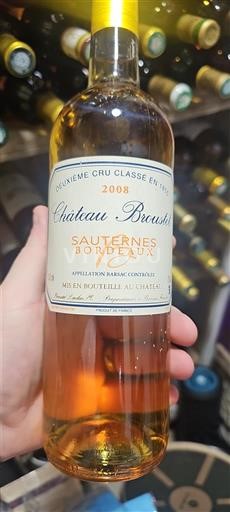 DEUXIÈME CRU CLASSÉ EN 1855
2008
Château Broustet
SAUTERNES
BORDEAUX
APPELLATION BARSAC CONTRÔLÉE
MIS EN BOUTEILLE AU CHATEAU
PRODUCT OF FRANCE